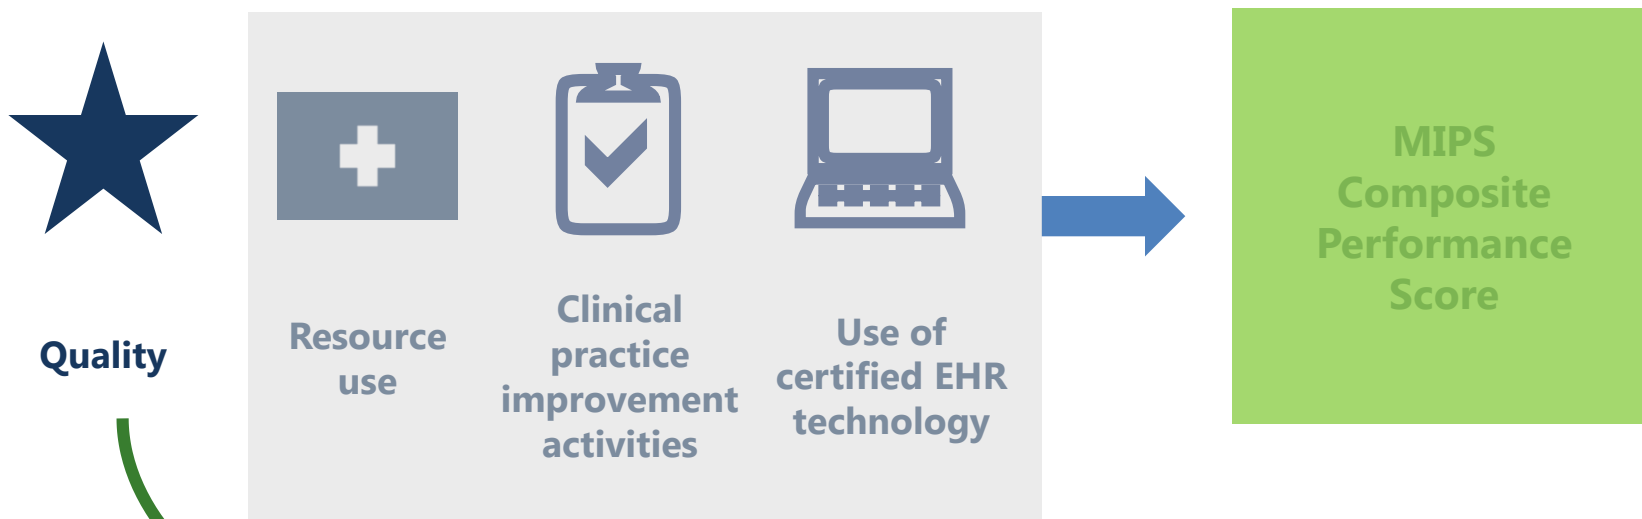 Quality
Resource
use
Clinical
practice
improvement
activities
Use of
certified EHR
technology
MIPS
Composite
Performance
Score